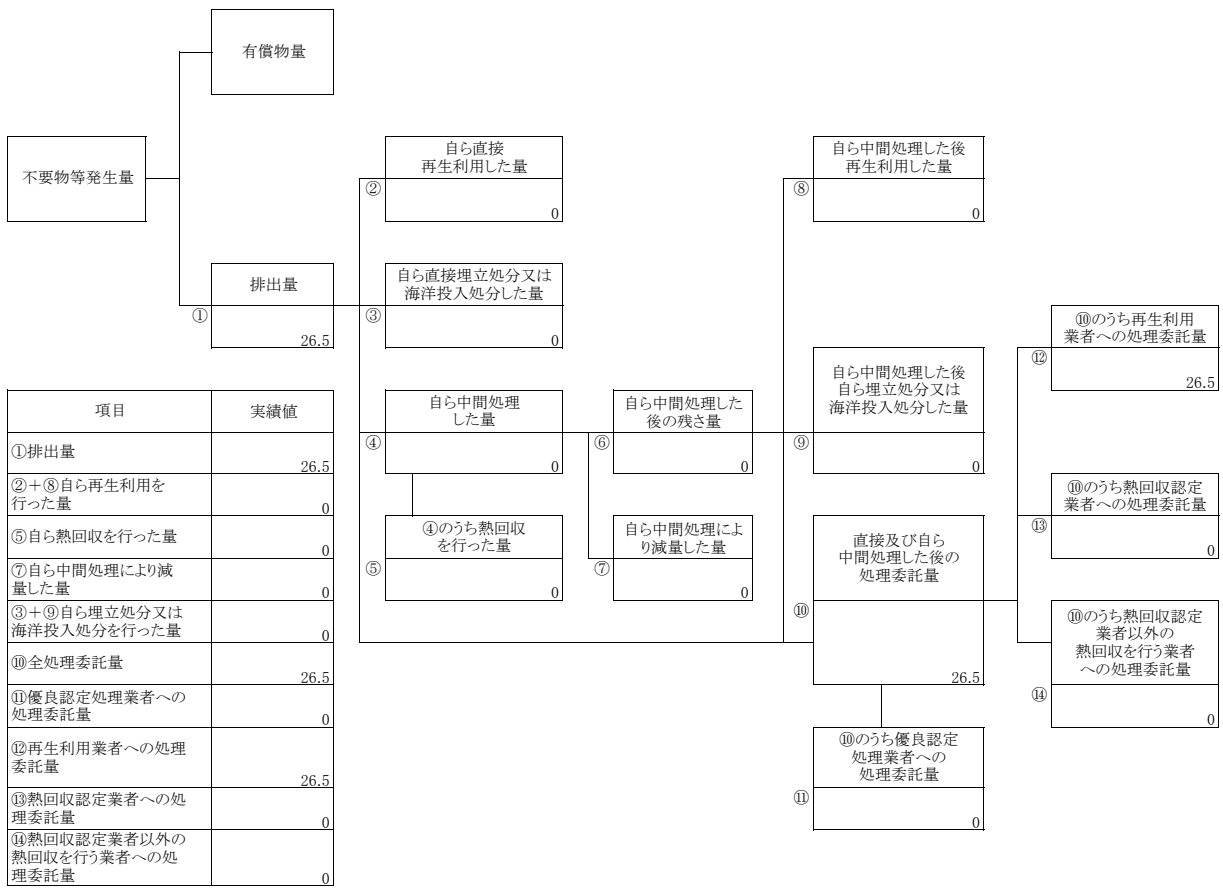 有償物量
不要物等発生量
排出量
①
26.5
自ら直接
再生利用した量
②
0
自ら直接埋立処分又は
海洋投入処分した量
③
0
自ら中間処理
した量
④
0
④のうち熱回収
を行った量
⑤
0
自ら中間処理した
後の残さ量
⑥
0
自ら中間処理によ
り減量した量
⑦
0
自ら中間処理した後
再生利用した量
⑧
0
自ら中間処理した後
自ら埋立処分又は
海洋投入処分した量
⑨
0
直接及び自ら
中間処理した後の
処理委託量
⑩
26.5
⑩のうち優良認定
処理業者への
処理委託量
⑪
0
⑩のうち再生利用
業者への処理委託量
⑫
26.5
⑩のうち熱回収認定
業者への処理委託量
⑬
0
⑩のうち熱回収認定
業者以外の
熱回収を行う業者
への処理委託量
⑭
0
項目 実績値
①排出量
26.5
②＋⑧自ら再生利用を
行った量
0
⑤自ら熱回収を行った量
0
⑦自ら中間処理により減
量した量
0
③＋⑨自ら埋立処分又は
海洋投入処分を行った量
0
⑩全処理委託量
26.5
⑪優良認定処理業者への
処理委託量
0
⑫再生利用業者への処理
委託量
26.5
⑬熱回収認定業者への処
理委託量
0
⑭熱回収認定業者以外の
熱回収を行う業者への処
理委託量
0